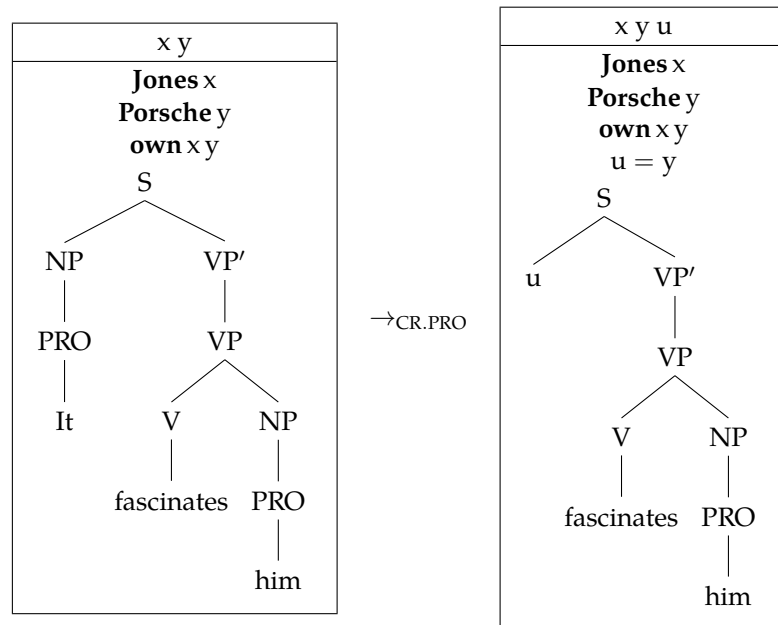 x y
Jones x
Porsche y
own x y
S
NP VP′
PRO VP
It V NP
fascinates PRO
him
→CR.PRO
x y u
Jones x
Porsche y
own x y
u = y
S
u VP′
VP
V NP
fascinates PRO
him